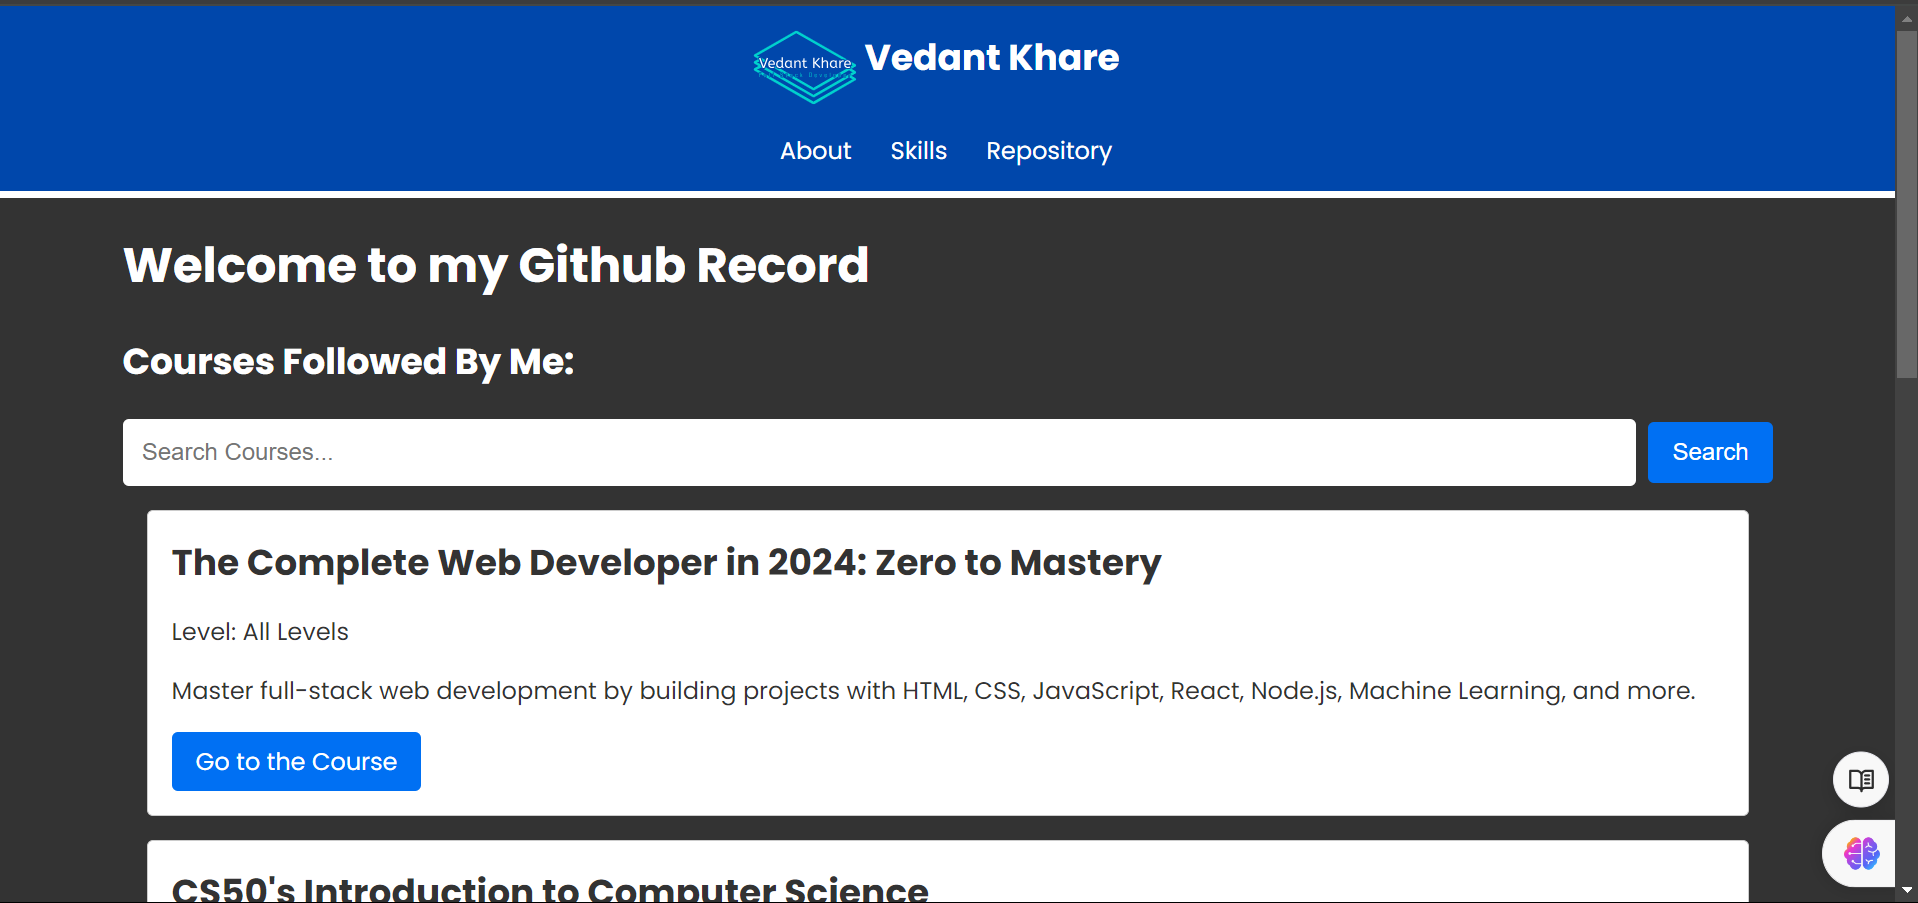 Vedant Khare
Vedant Khare
About Skills Repository
Welcome to my Github Record
Courses Followed By Me:
Search Courses...
Search
The Complete Web Developer in 2024: Zero to Mastery
Level: All Levels
Master full-stack web development by building projects with HTML, CSS, JavaScript, React, Node.js, Machine Learning, and more.
Go to the Course
CS50's Introduction to Computer Science